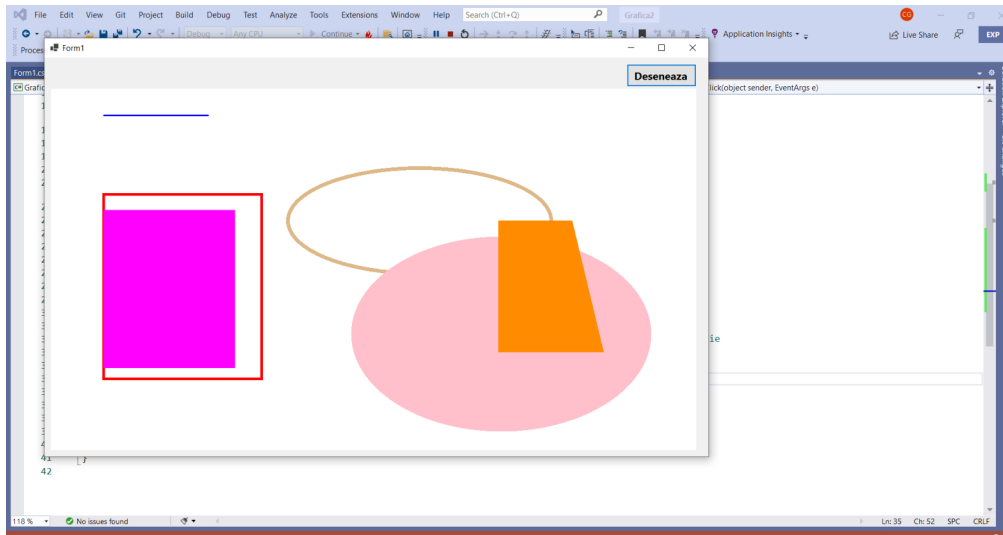 File Edit View Git Project Build Debug Test Analyze Tools Extensions Window Help Search (Ctrl+Q) Grafica2 CG
Debug Any CPU Continue Application Insights Live Share EXP
Proces
Form1
Deseneaza
Form1.cs
Grafic
lick(object sender, EventArgs e)
ie
41 }
42
118 % No issues found Ln: 35 Ch: 52 SPC CRLF